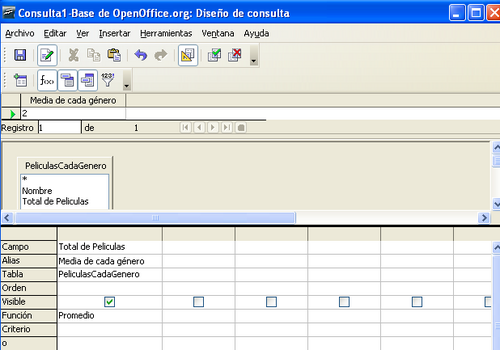 Consulta1-Base de OpenOffice.org: Diseño de consulta
Archivo Editar Ver Insertar Herramientas Ventana Ayuda
f(x)
Media de cada género
2
Registro 1 de 1
PeliculasCadaGenero
*
Nombre
Total de Peliculas
Campo Total de Peliculas
Alias Media de cada género
Tabla PeliculasCadaGenero
Orden
Visible
Función Promedio
Criterio
o